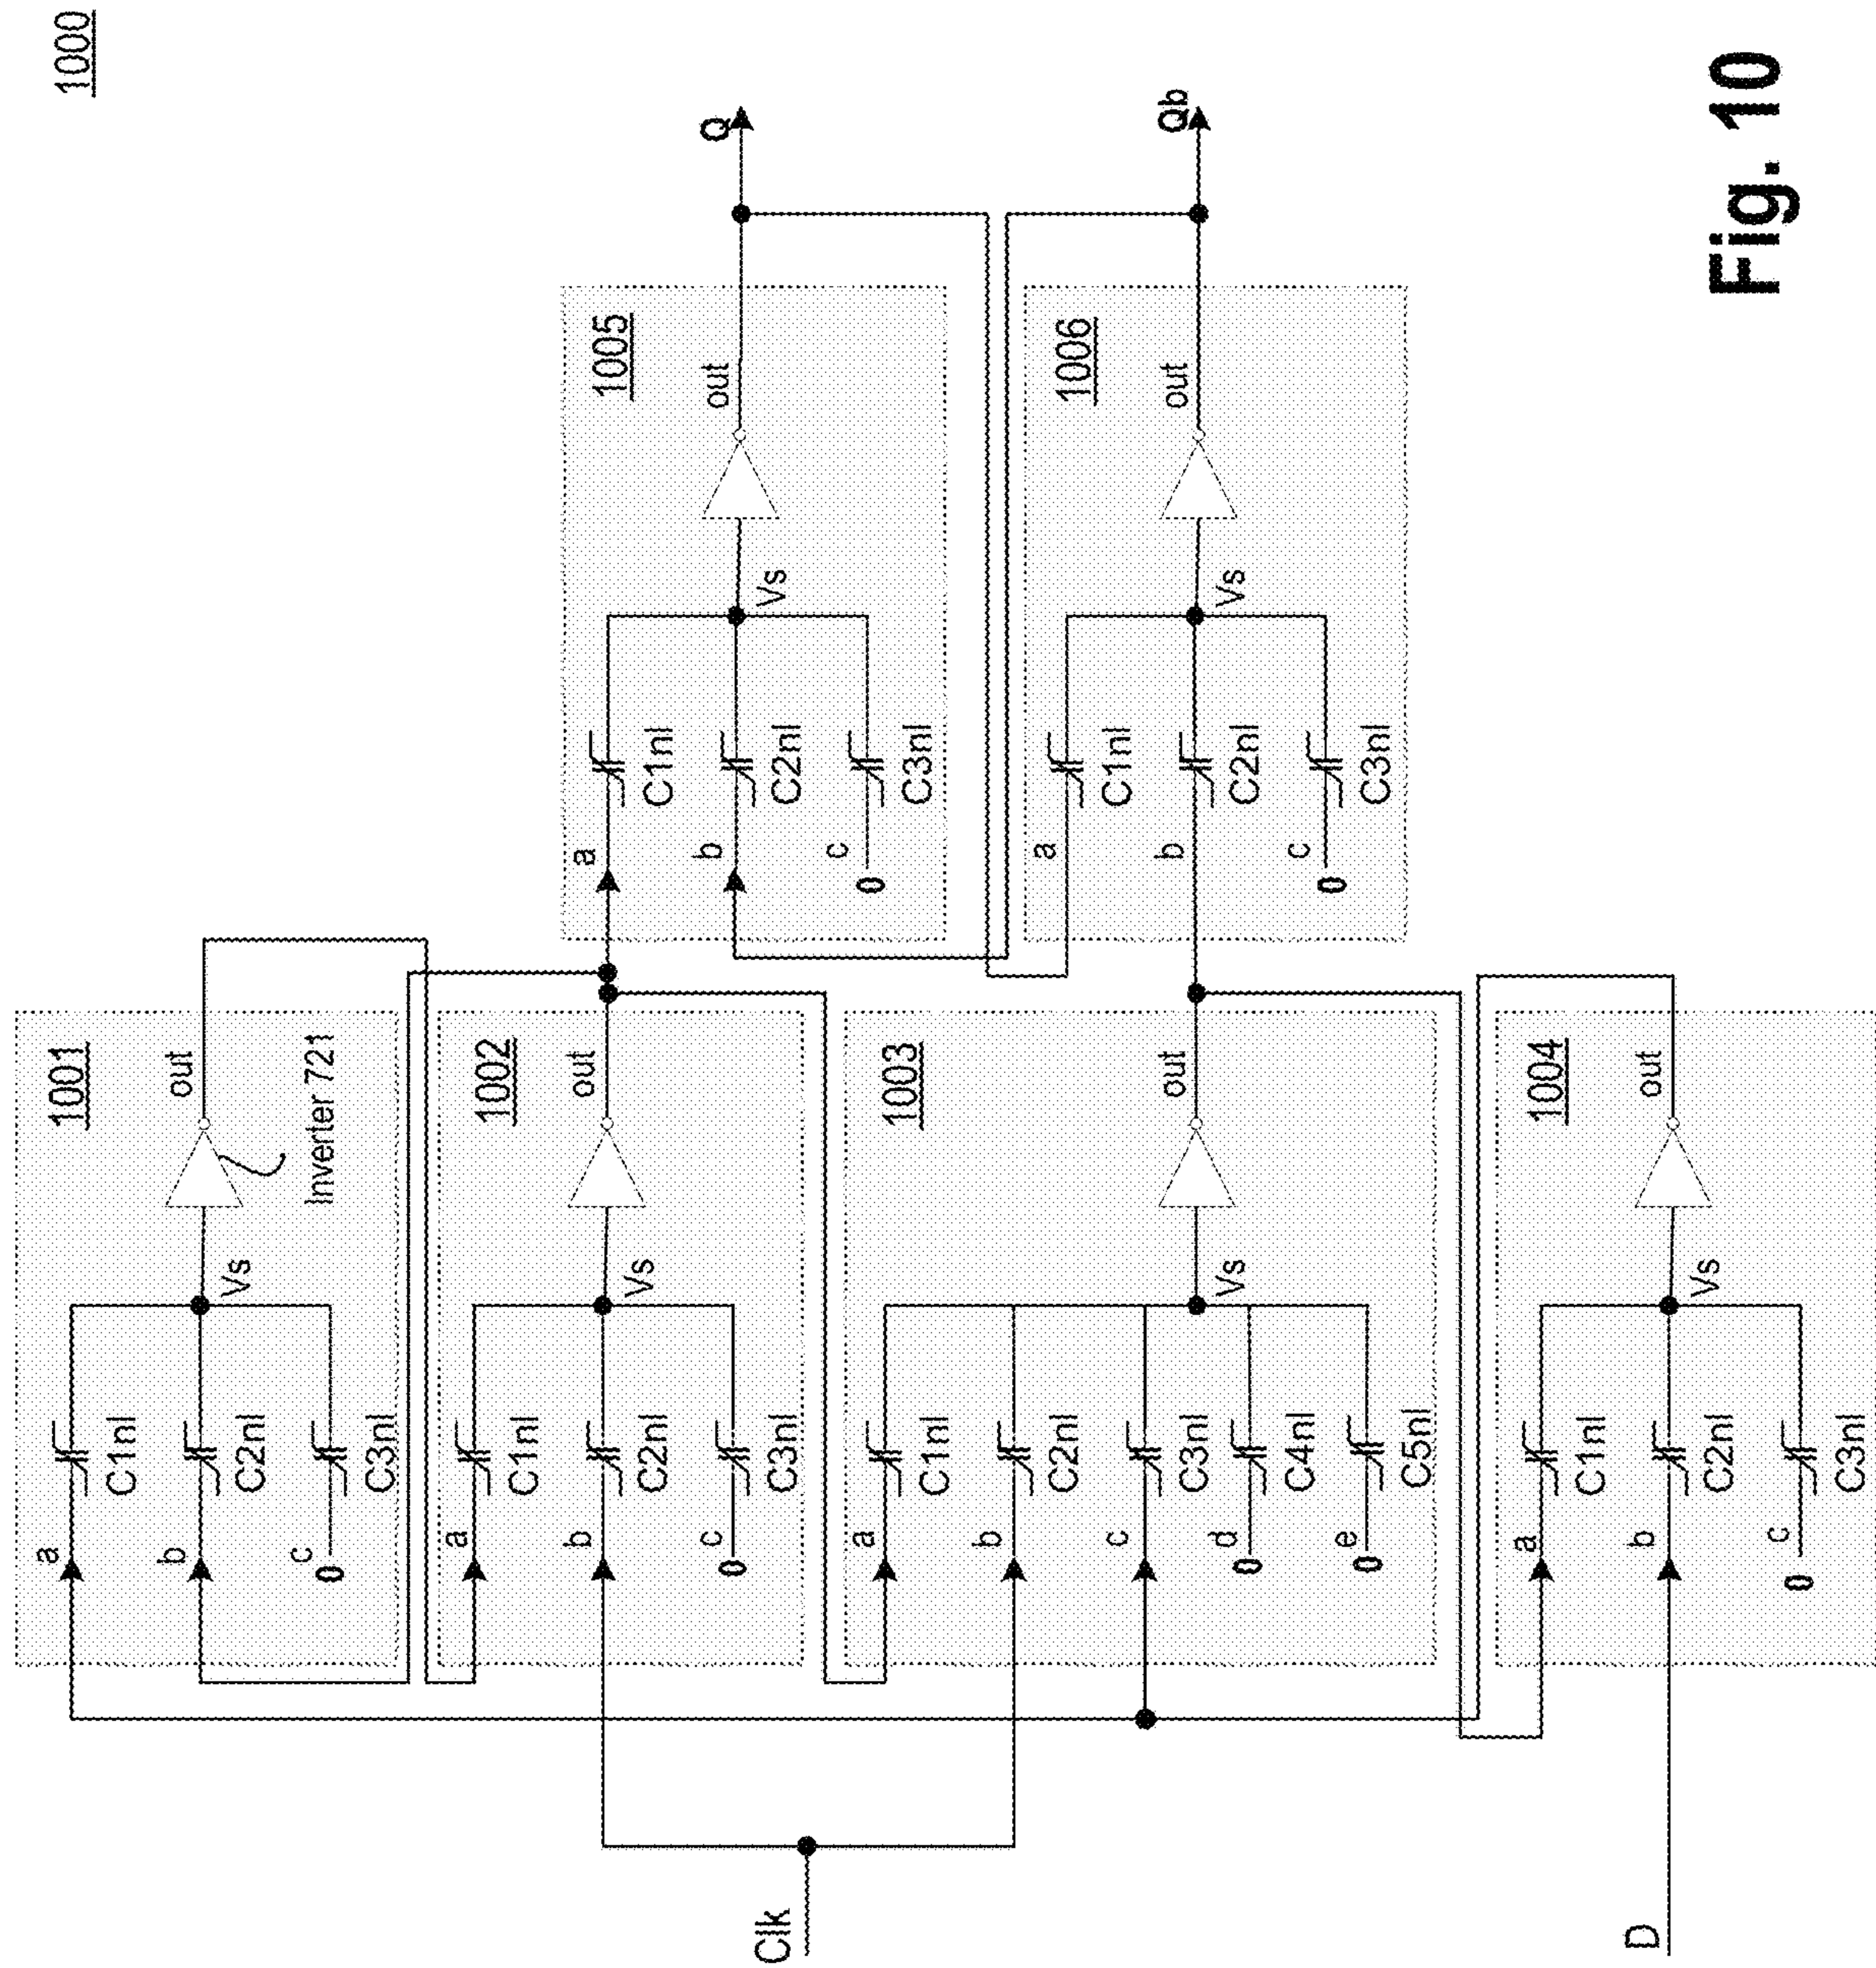 1000
1001
a
C1nl
b
C2nl
c
0
C3nl
Vs
out
Inverter 721
1002
a
C1nl
b
C2nl
c
0
C3nl
Vs
out
1003
a
C1nl
b
C2nl
c
C3nl
d
0
C4nl
e
0
C5nl
Vs
out
1004
a
C1nl
b
C2nl
c
0
C3nl
Vs
out
1005
a
C1nl
b
C2nl
c
0
C3nl
Vs
out
1006
a
C1nl
b
C2nl
c
0
C3nl
Vs
out
Clk
D
Q
Qb
Fig. 10